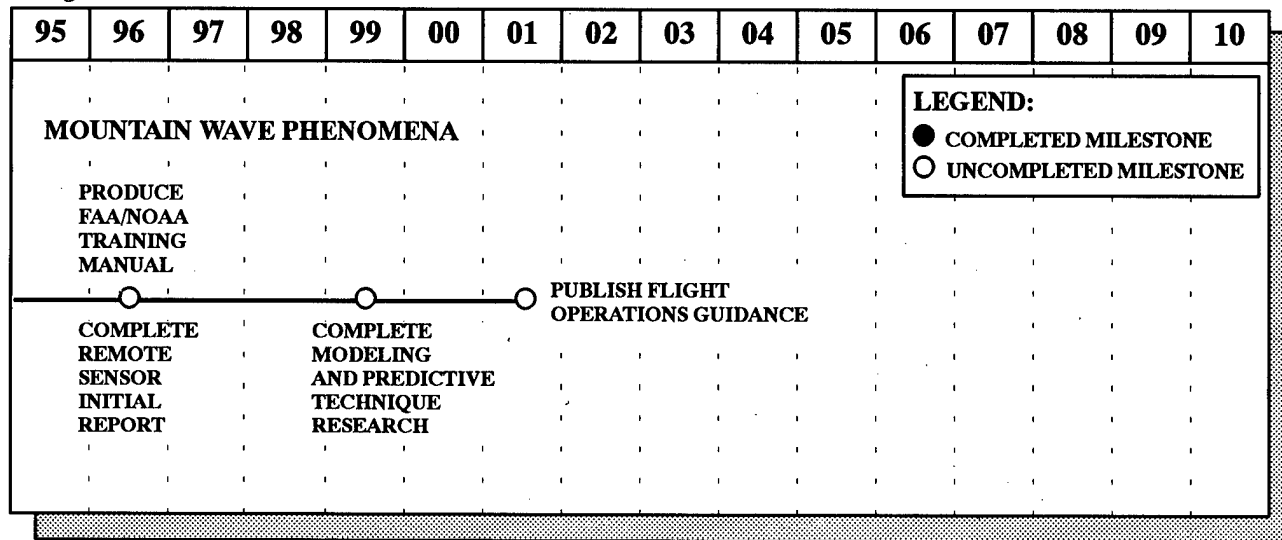 95 96 97 98 99 00 01 02 03 04 05 06 07 08 09 10
LEGEND:
COMPLETED MILESTONE
UNCOMPLETED MILESTONE
MOUNTAIN WAVE PHENOMENA
PRODUCE
FAA/NOAA
TRAINING
MANUAL
PUBLISH FLIGHT
OPERATIONS GUIDANCE
COMPLETE
REMOTE
SENSOR
INITIAL
REPORT
COMPLETE
MODELING
AND PREDICTIVE
TECHNIQUE
RESEARCH